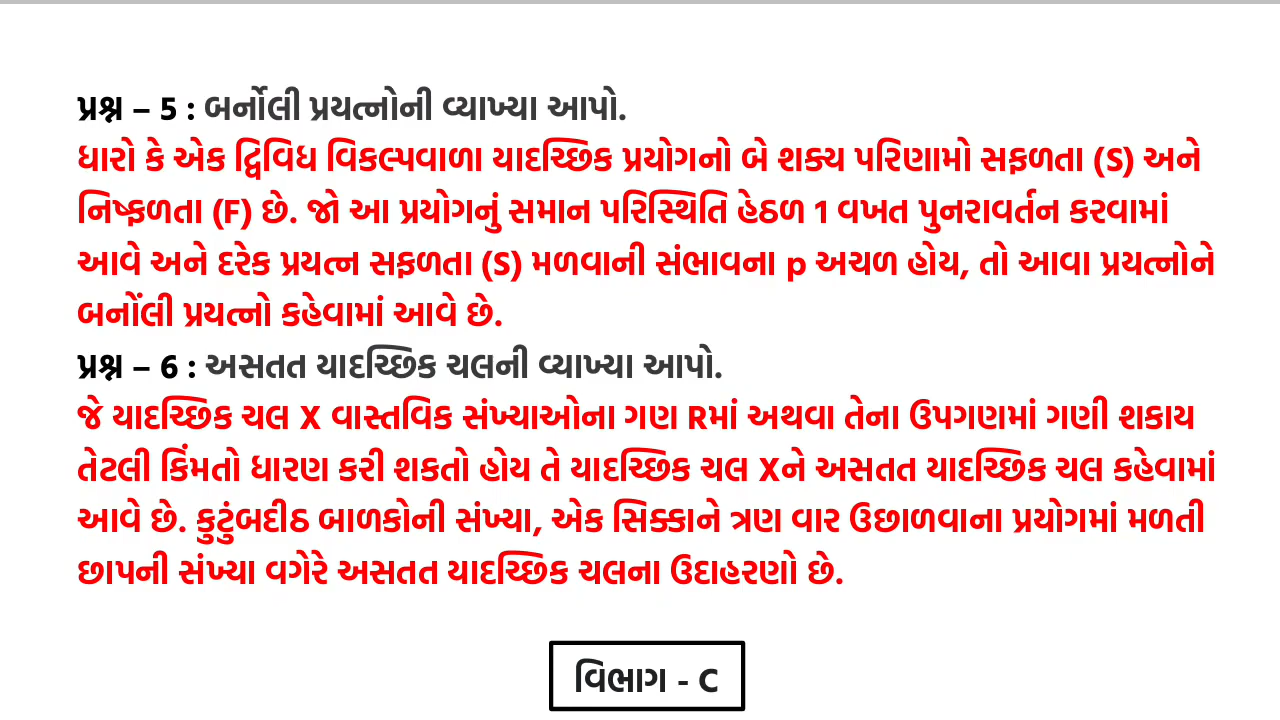 પ્રશ્ન – 5 : બર્નોલી પ્રયત્નોની વ્યાખ્યા આપો.
ધારો કે એક દ્વિવિધ વિકલ્પવાળા યાદચ્છિક પ્રયોગનો બે શક્ય પરિણામો સફળતા (S) અને
નિષ્ફળતા (F) છે. જો આ પ્રયોગનું સમાન પરિસ્થિતિ હેઠળ 1 વખત પુનરાવર્તન કરવામાં
આવે અને દરેક પ્રયત્ન સફળતા (S) મળવાની સંભાવના p અચળ હોય, તો આવા પ્રયત્નોને
બનોંલી પ્રયત્નો કહેવામાં આવે છે.
પ્રશ્ન – 6 : અસતત યાદચ્છિક ચલની વ્યાખ્યા આપો.
જે યાદચ્છિક ચલ X વાસ્તવિક સંખ્યાઓના ગણ Rમાં અથવા તેના ઉપગણમાં ગણી શકાય
તેટલી કિંમતો ધારણ કરી શકતો હોય તે યાદચ્છિક ચલ Xને અસતત યાદચ્છિક ચલ કહેવામાં
આવે છે. કુટુંબદીઠ બાળકોની સંખ્યા, એક સિક્કાને ત્રણ વાર ઉછાળવાના પ્રયોગમાં મળતી
છાપની સંખ્યા વગેરે અસતત યાદચ્છિક ચલના ઉદાહરણો છે.
વિભાગ - C